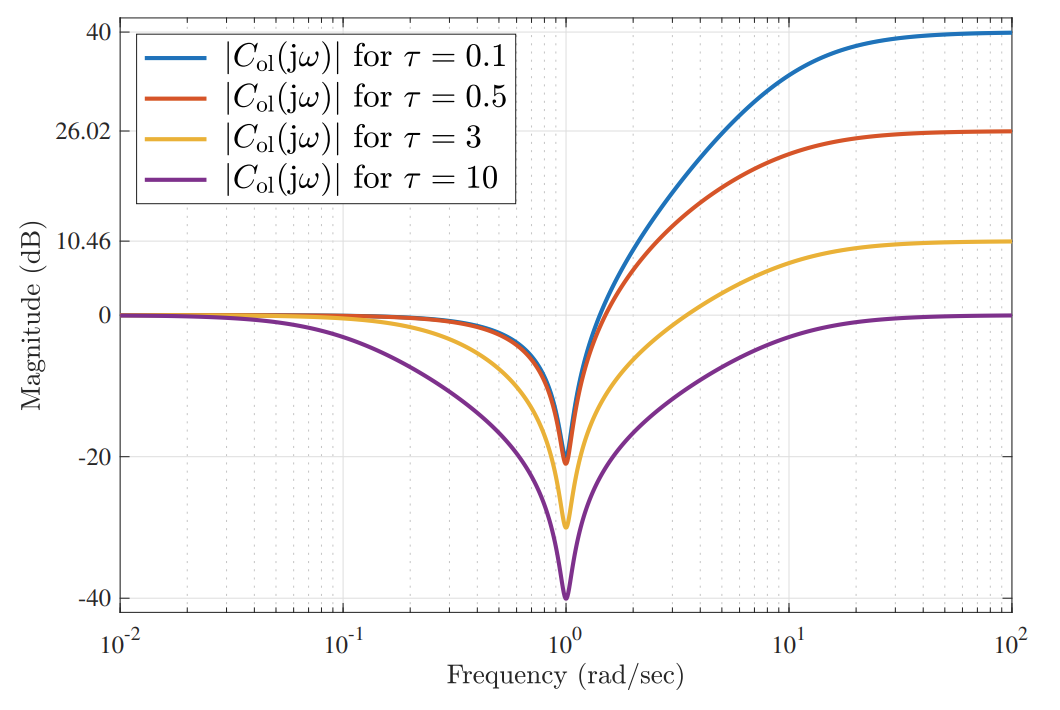 40
26.02
10.46
0
-20
-40
Magnitude (dB)
|C_ol(jω)| for τ = 0.1
|C_ol(jω)| for τ = 0.5
|C_ol(jω)| for τ = 3
|C_ol(jω)| for τ = 10
10^-2
10^-1
10^0
10^1
10^2
Frequency (rad/sec)